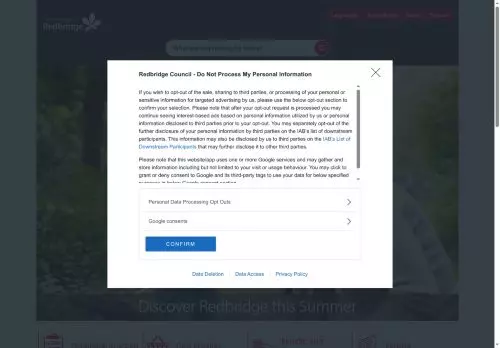 Redbridge
Redbridge Council - Do Not Process My Personal Information
If you wish to opt-out of the sale, sharing to third parties, or processing of your personal or
sensitive information for targeted advertising by us, please use the below opt-out section to
confirm your selection. Please note that after your opt-out request is processed you may
continue seeing interest-based ads based on personal information utilized by us or personal
information disclosed to third parties prior to your opt-out. You may separately opt-out of the
further disclosure of your personal information by third parties on the IAB's list of downstream
participants. This information may also be disclosed by us to third parties on the IAB's List of
Downstream Participants that may further disclose it to other third parties.
Please note that this website/app uses one or more Google services and may gather and
store information including but not limited to your visit or usage behaviour. You may click to
grant or deny consent to Google and its third-party tags to use your data for below specified
purposes in below Google consent section.
Personal Data Processing Opt Outs
Google consents
CONFIRM
Data Deletion
Data Access
Privacy Policy
Discover Redbridge this Summer